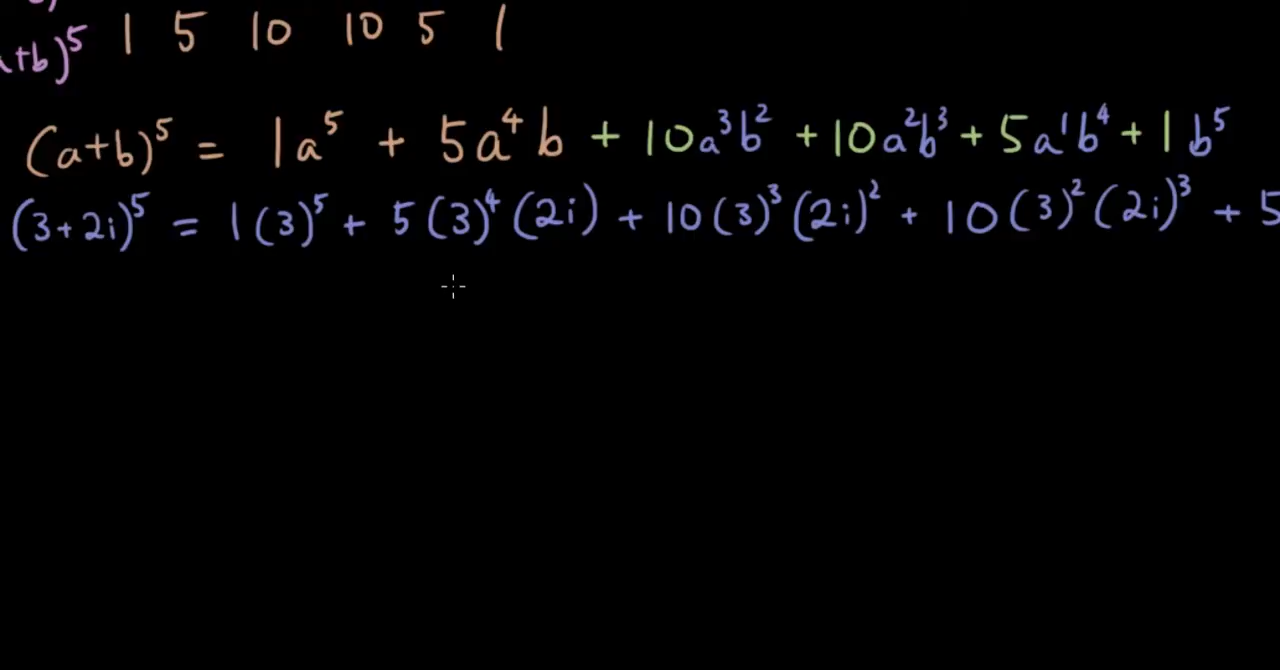 1 5 10 10 5 1
+b)⁵
(a+b)⁵ = 1a⁵ + 5a⁴b + 10a³b² + 10a²b³ + 5a¹b⁴ + 1b⁵
(3+2i)⁵ = 1(3)⁵ + 5(3)⁴(2i) + 10(3)³(2i)² + 10(3)²(2i)³ + 5